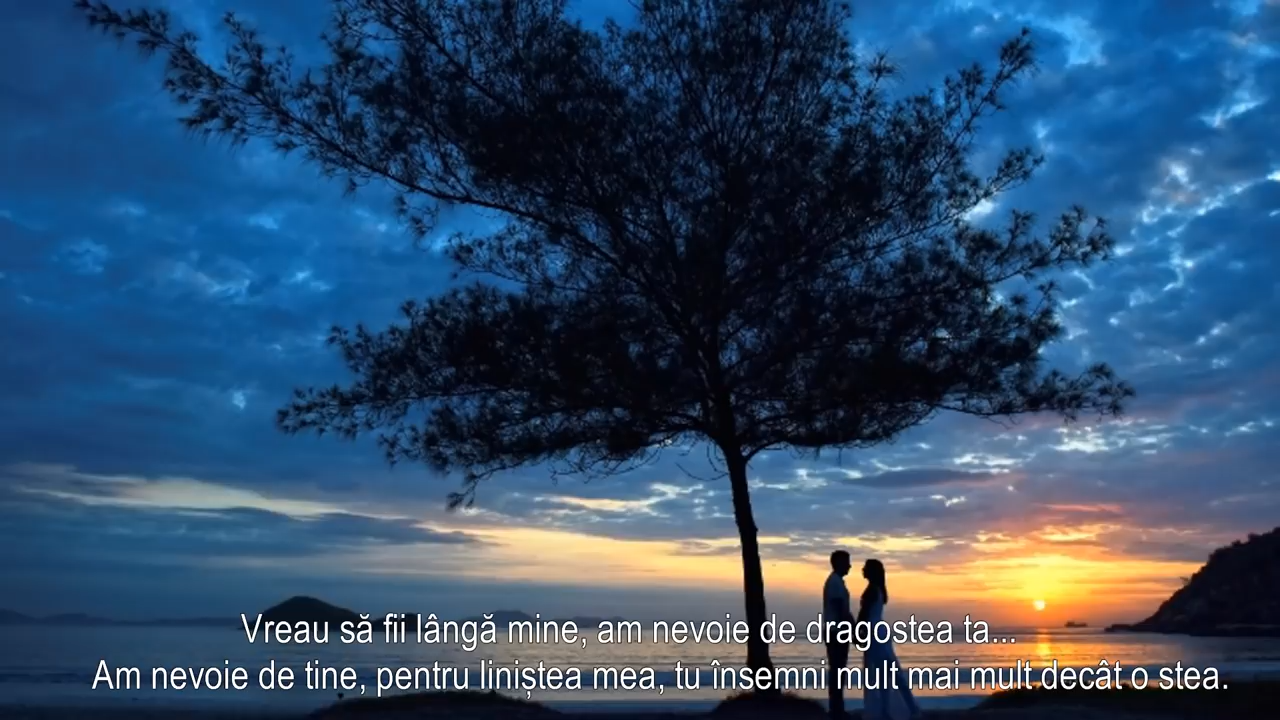 Vreau să fii lângă mine, am nevoie de dragostea ta...
Am nevoie de tine, pentru liniștea mea, tu însemni mult mai mult decât o stea.